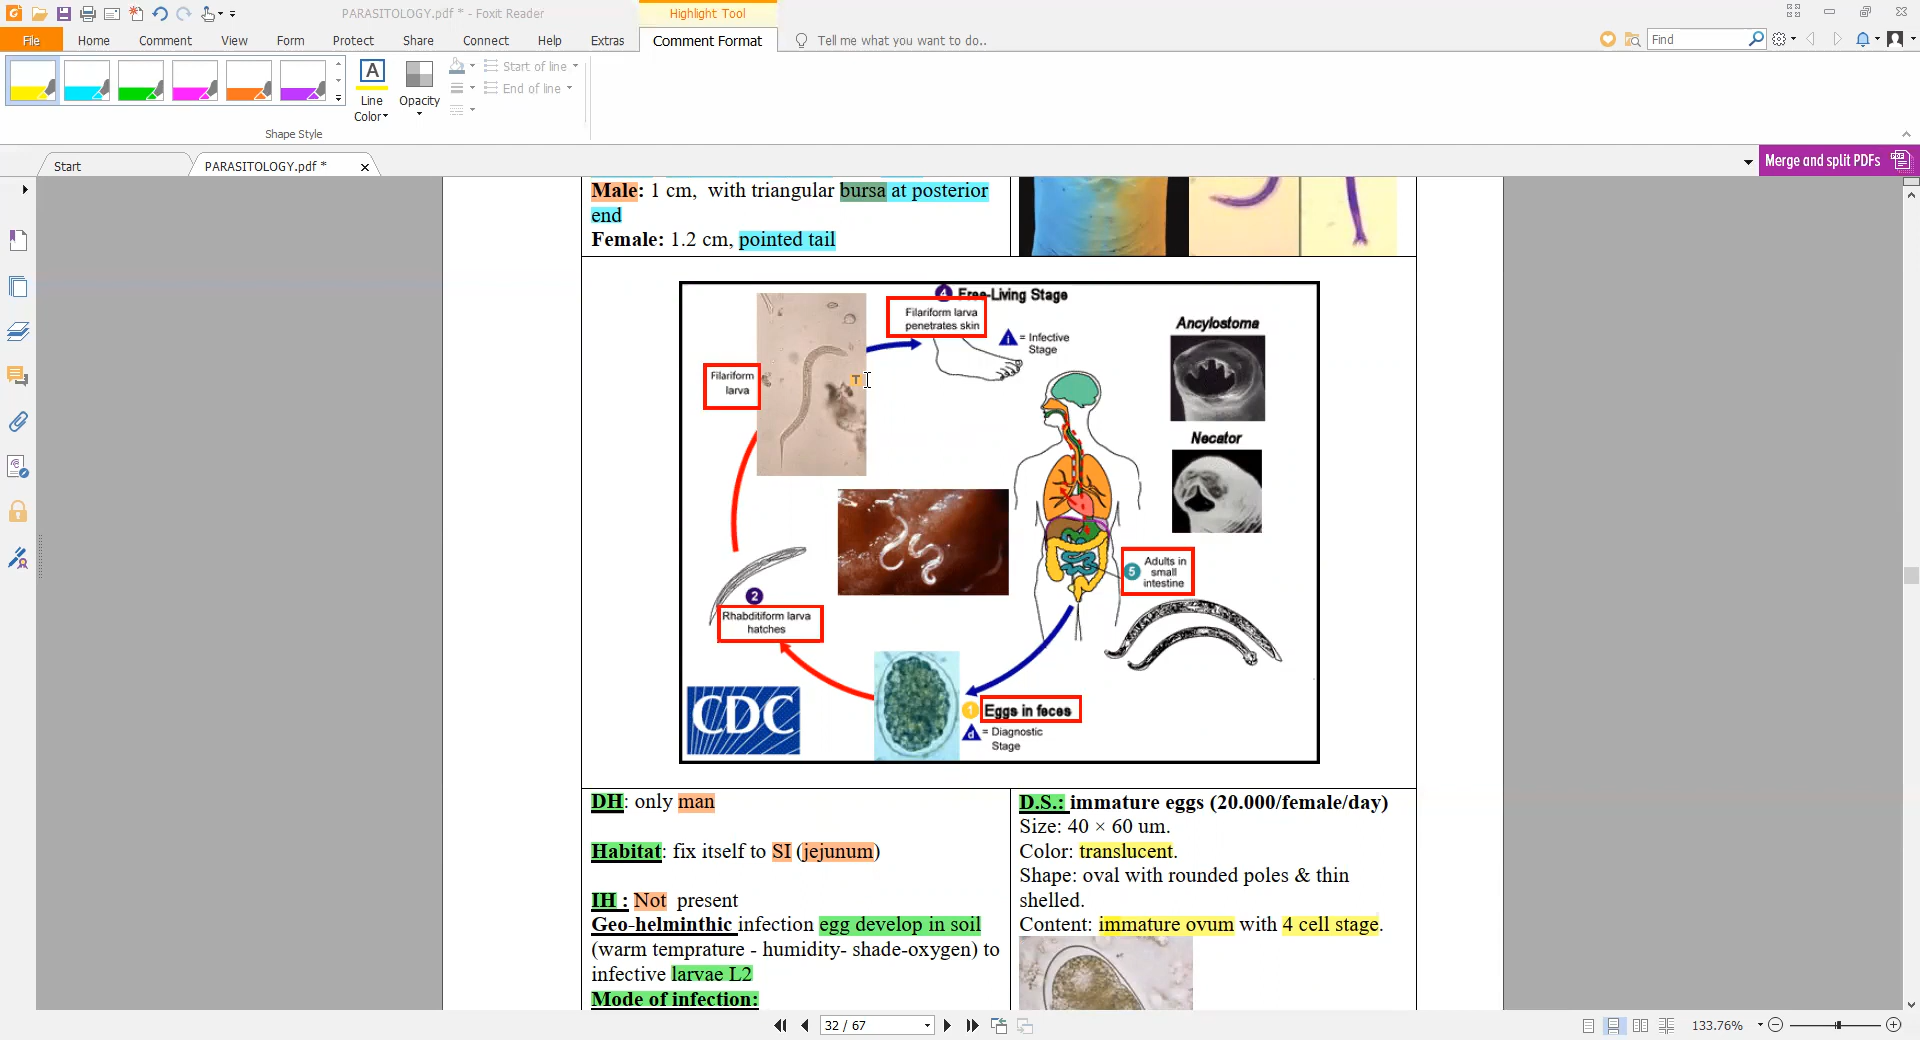 PARASITOLOGY.pdf * - Foxit Reader
Highlight Tool
File
Home
Comment
View
Form
Protect
Share
Connect
Help
Extras
Comment Format
Tell me what you want to do..
Find
Line
Color
Opacity
Start of line
End of line
Shape Style
Start
PARASITOLOGY.pdf *
Merge and split PDFs
Male: 1 cm, with triangular bursa at posterior
end
Female: 1.2 cm, pointed tail
4 Free-Living Stage
Filariform larva
penetrates skin
i = Infective
Stage
Filariform
larva
T
Ancylostoma
Necator
5 Adults in
small
intestine
2
Rhabditiform larva
hatches
CDC
1 Eggs in feces
d = Diagnostic
Stage
DH: only man
Habitat: fix itself to SI (jejunum)
IH : Not present
Geo-helminthic infection egg develop in soil
(warm temprature - humidity- shade-oxygen) to
infective larvae L2
Mode of infection:
D.S.: immature eggs (20.000/female/day)
Size: 40 × 60 um.
Color: translucent.
Shape: oval with rounded poles & thin
shelled.
Content: immature ovum with 4 cell stage.
32 / 67
133.76%